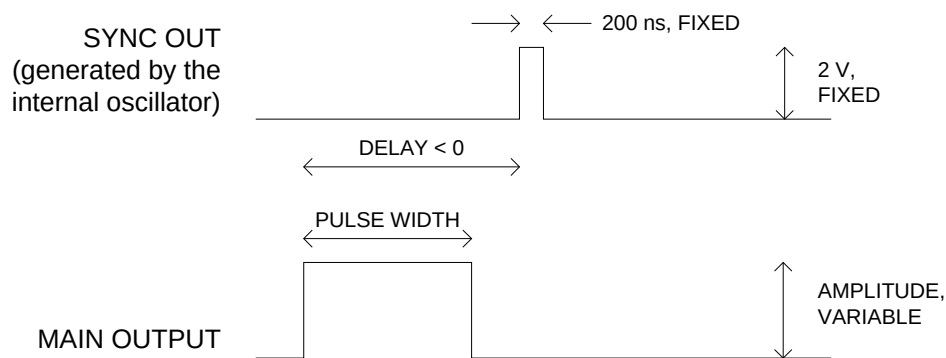 SYNC OUT
(generated by the
internal oscillator)
200 ns, FIXED
2 V,
FIXED
DELAY < 0
PULSE WIDTH
MAIN OUTPUT
AMPLITUDE,
VARIABLE